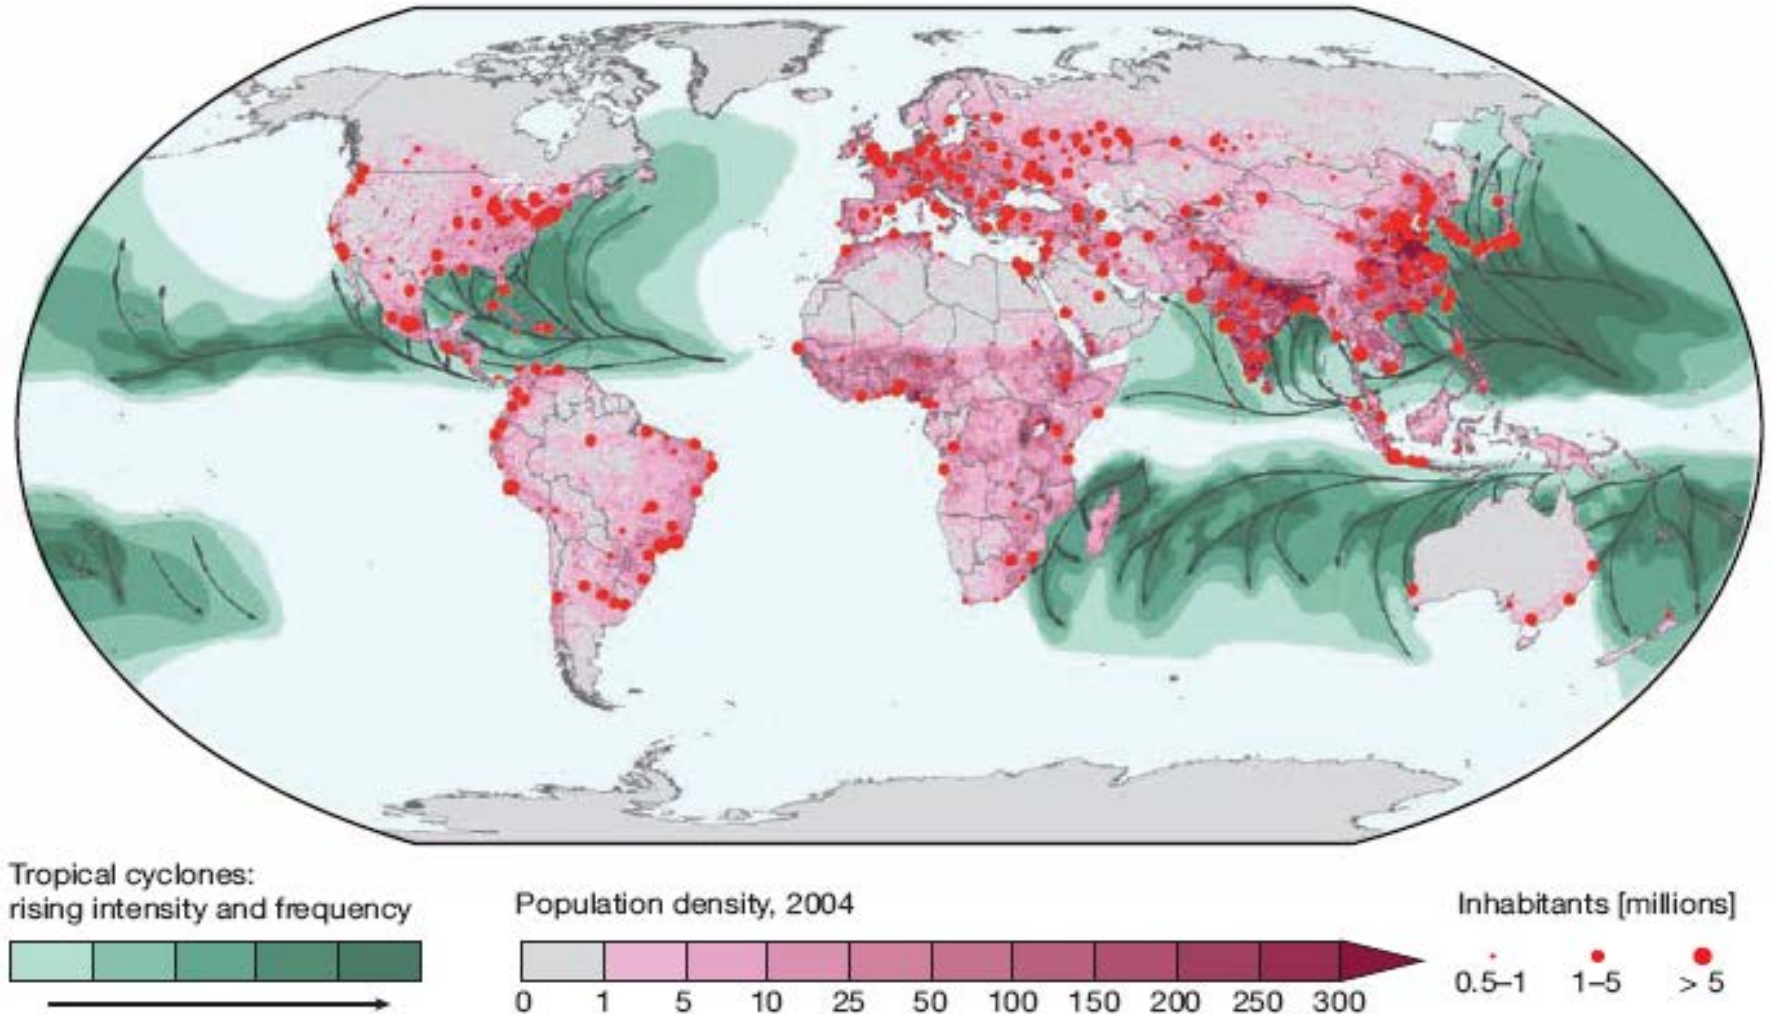 Tropical cyclones:
rising intensity and frequency
Population density, 2004
0 1 5 10 25 50 100 150 200 250 300
Inhabitants [millions]
0.5–1 1–5 > 5